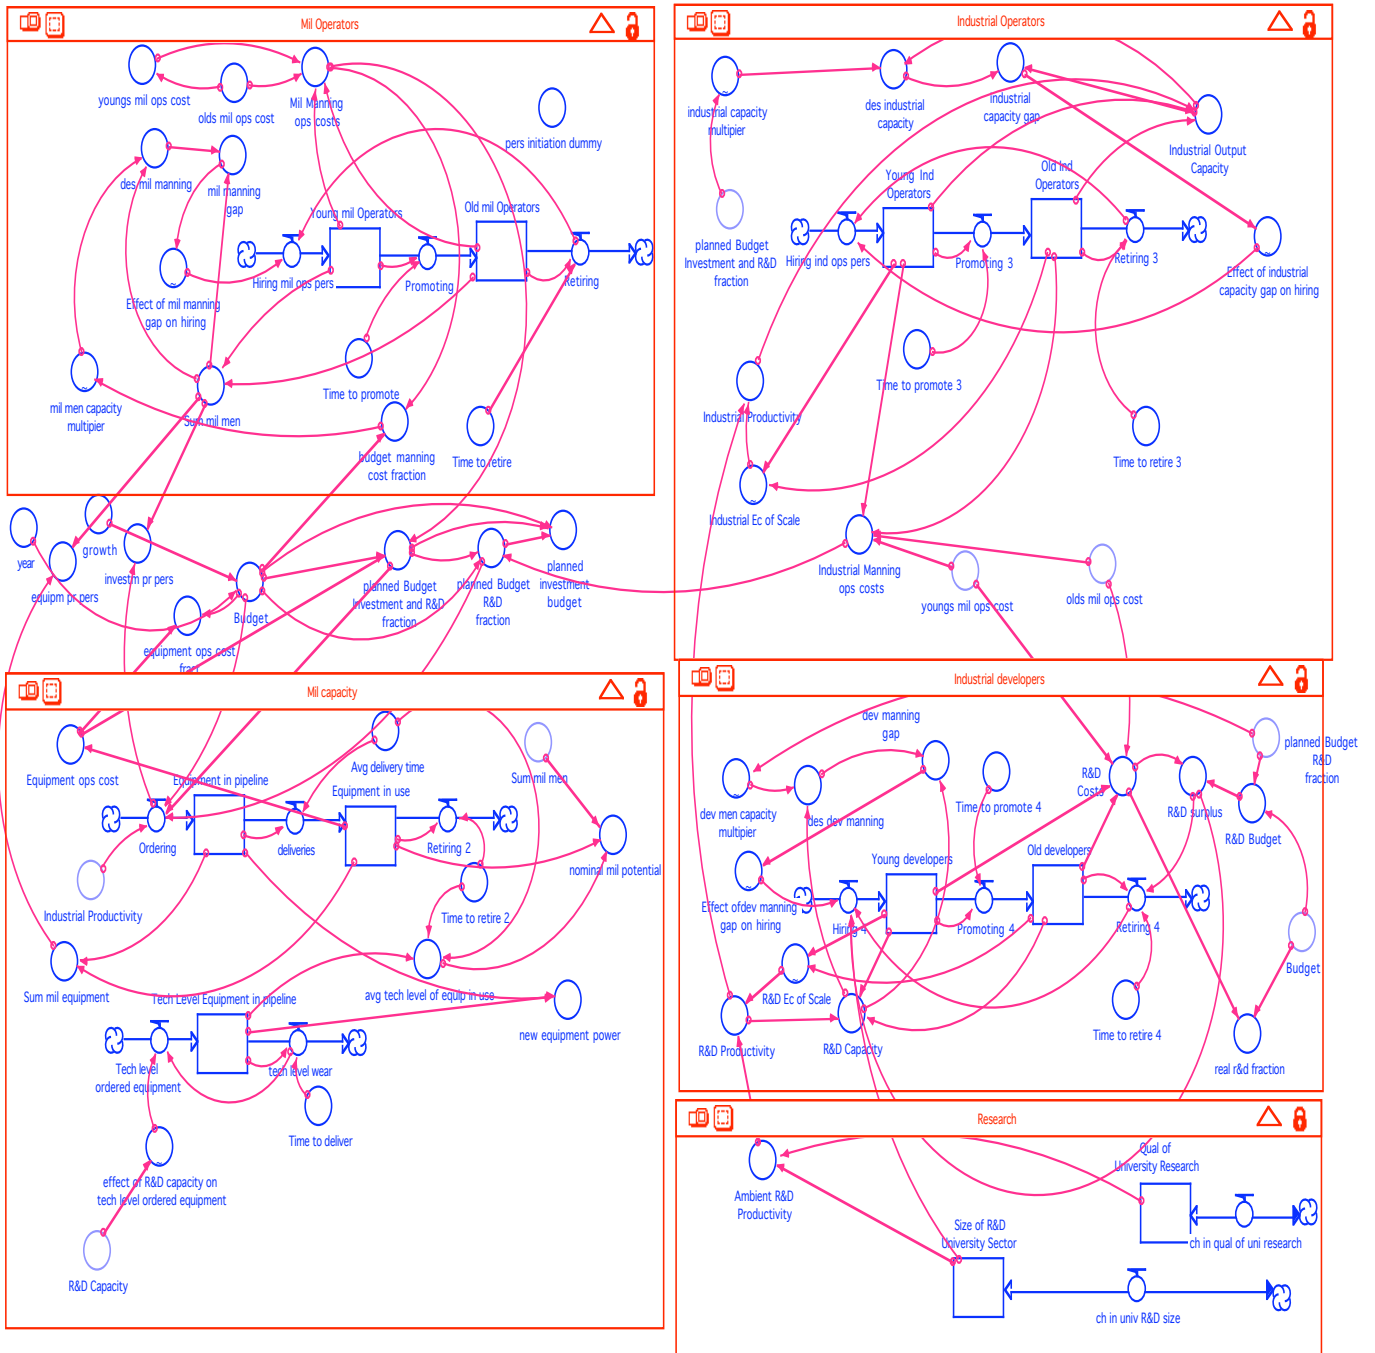 Mil Operators
youngs mil ops cost
olds mil ops cost
Mil Manning
ops costs
pers initiation dummy
des mil manning
mil manning
gap
Young mil Operators
Old mil Operators
Hiring mil ops pers
Promoting
Retiring
Effect of mil manning
gap on hiring
Time to promote
mil men capacity
multipier
Sum mil men
budget manning
cost fraction
Time to retire
year
growth
equipm pr pers
investm pr pers
Budget
equipment ops cost
frac
planned Budget
Investment and R&D
fraction
planned Budget
R&D
fraction
planned
investment
budget
Industrial Operators
industrial capacity
multipier
des industrial
capacity
industrial
capacity gap
Industrial Output
Capacity
planned Budget
Investment and R&D
fraction
Young Ind
Operators
Old Ind
Operators
Hiring ind ops pers
Promoting 3
Retiring 3
Effect of industrial
capacity gap on hiring
Time to promote 3
Industrial Productivity
Time to retire 3
Industrial Ec of Scale
Industrial Manning
ops costs
youngs mil ops cost
olds mil ops cost
Mil capacity
Equipment ops cost
Equipment in pipeline
Avg delivery time
Equipment in use
Sum mil men
Ordering
deliveries
Retiring 2
nominal mil potential
Industrial Productivity
Time to retire 2
Sum mil equipment
Tech Level Equipment in pipeline
avg tech level of equip in use
new equipment power
Tech level
ordered equipment
tech level wear
Time to deliver
effect of R&D capacity on
tech level ordered equipment
R&D Capacity
Industrial developers
dev manning
gap
dev men capacity
multipier
des dev manning
Time to promote 4
R&D
Costs
R&D surplus
planned Budget
R&D
fraction
R&D Budget
Young developers
Old developers
Effect ofdev manning
gap on hiring
Hiring 4
Promoting 4
Retiring 4
Budget
R&D Ec of Scale
R&D Productivity
R&D Capacity
Time to retire 4
real r&d fraction
Research
Ambient R&D
Productivity
Qual of
University Research
Size of R&D
University Sector
ch in qual of uni research
ch in univ R&D size